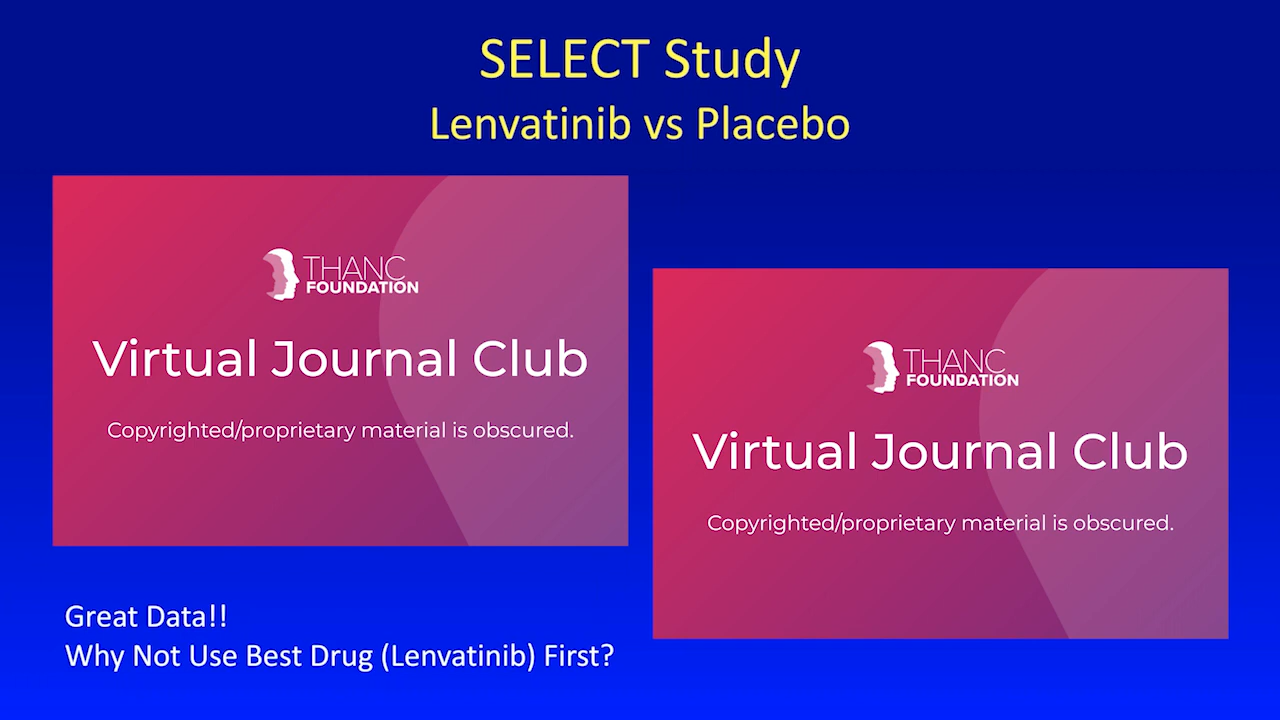 SELECT Study
Lenvatinib vs Placebo
THANC
FOUNDATION
Virtual Journal Club
Copyrighted/proprietary material is obscured.
THANC
FOUNDATION
Virtual Journal Club
Copyrighted/proprietary material is obscured.
Great Data!!
Why Not Use Best Drug (Lenvatinib) First?